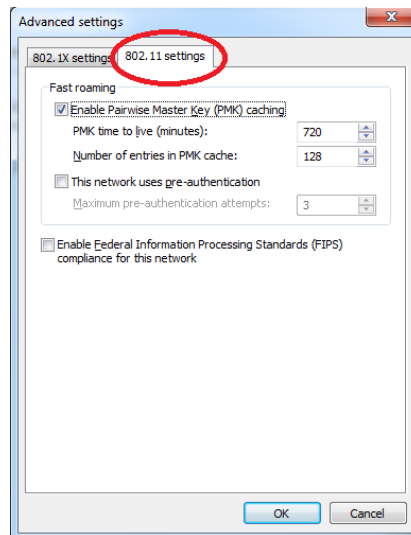 Advanced settings
802.1X settings
802.11 settings
Fast roaming
Enable Pairwise Master Key (PMK) caching
PMK time to live (minutes):
720
Number of entries in PMK cache:
128
This network uses pre-authentication
Maximum pre-authentication attempts:
3
Enable Federal Information Processing Standards (FIPS)
compliance for this network
OK
Cancel